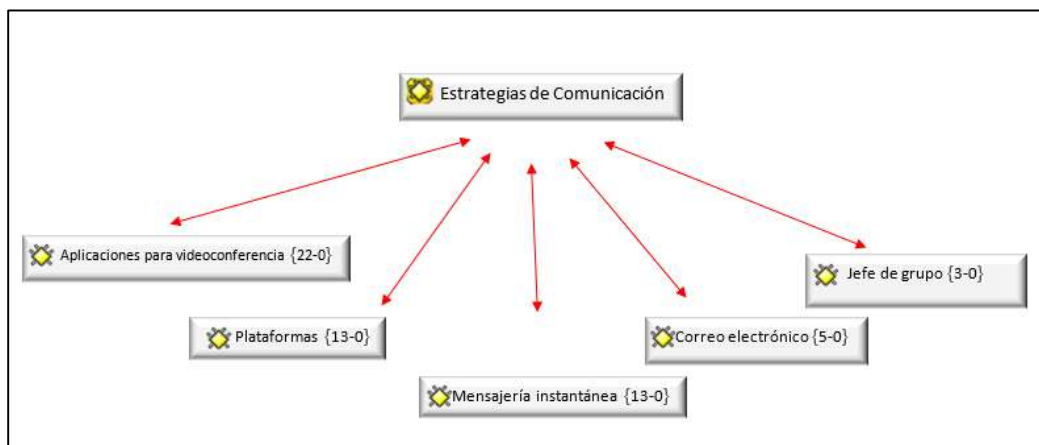 Estrategias de Comunicación
Aplicaciones para videoconferencia {22-0}
Jefe de grupo {3-0}
Plataformas {13-0}
Correo electrónico {5-0}
Mensajería instantánea {13-0}